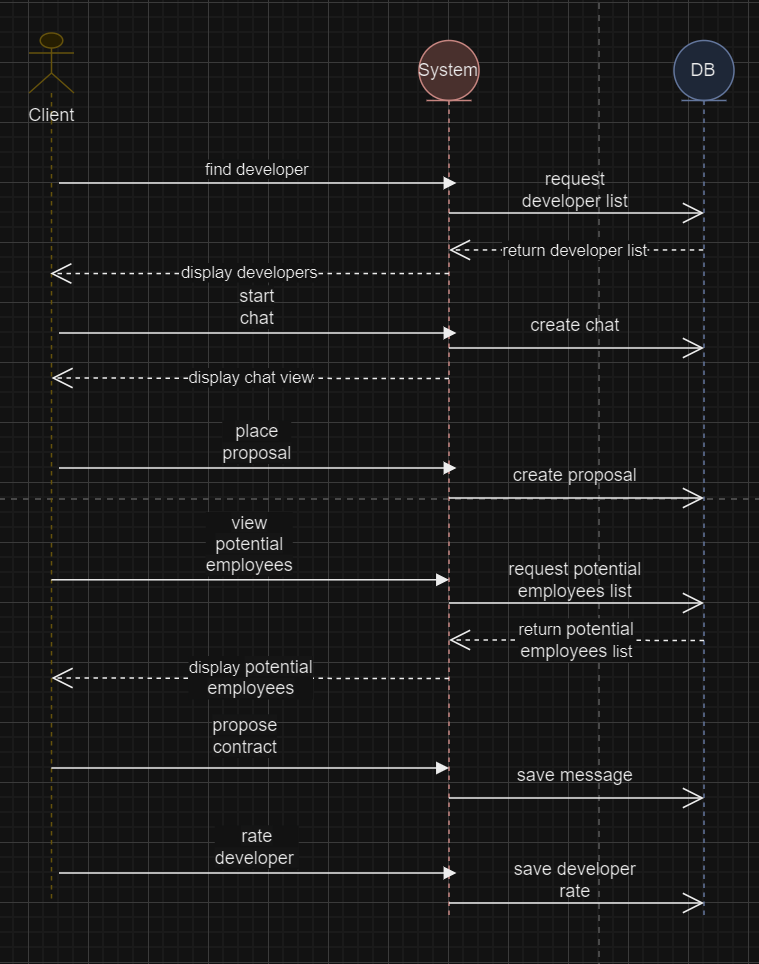 System
DB
Client
find developer
request
developer list
return developer list
display developers
start
chat
create chat
display chat view
place
proposal
create proposal
view
potential
employees
request potential
employees list
return potential
employees list
display potential
employees
propose
contract
save message
rate
developer
save developer
rate